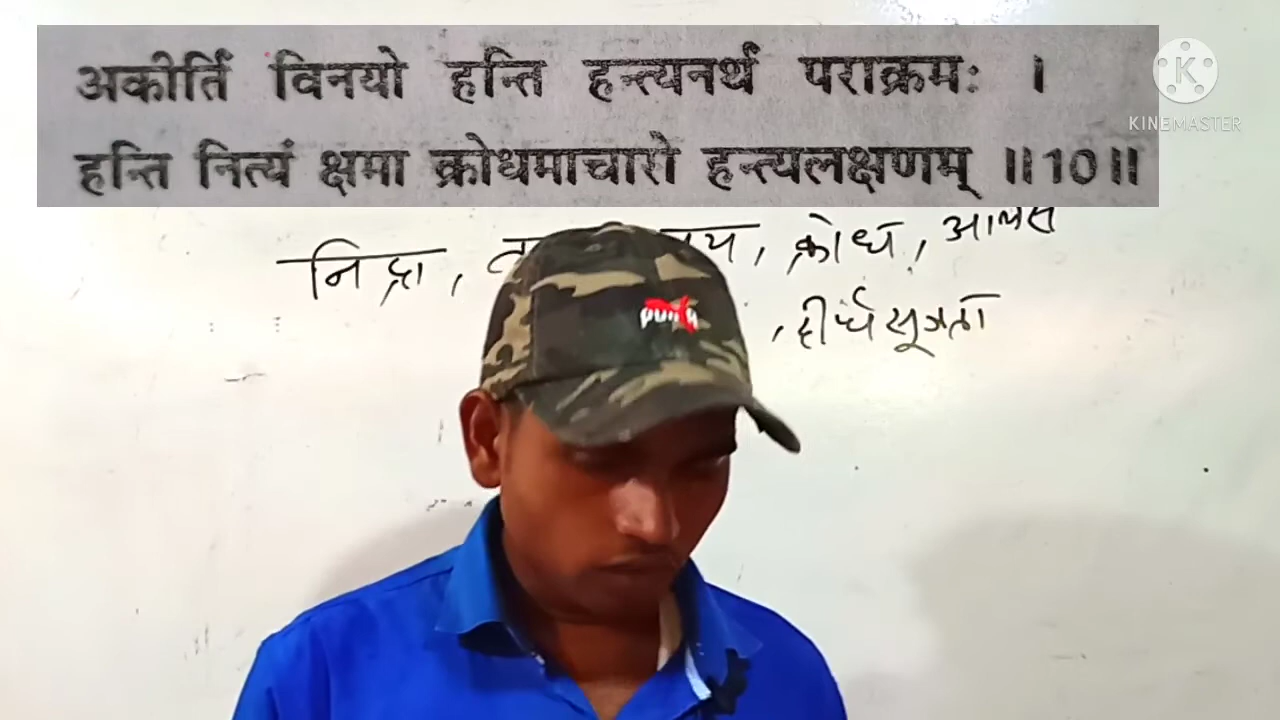 अकीर्तिं विनयो हन्ति हन्त्यनर्थं पराक्रमः ।
हन्ति नित्यं क्षमा क्रोधमाचारो हन्त्यलक्षणम् ॥10॥
KINEMASTER
निद्रा, क्रोध, आलस
, दीर्घसूत्रता